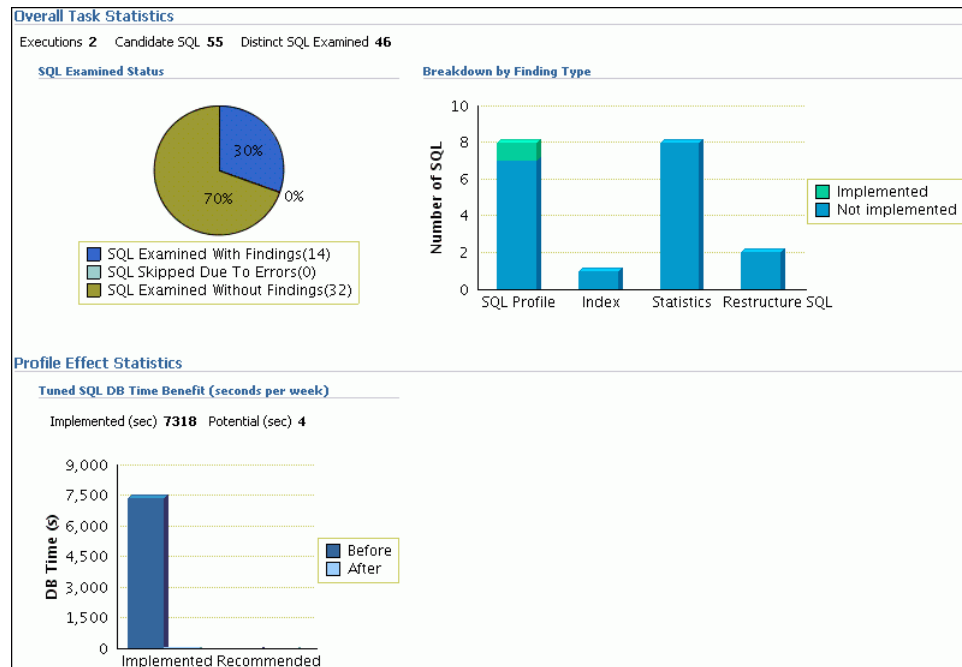 Overall Task Statistics
Executions 2 Candidate SQL 55 Distinct SQL Examined 46
SQL Examined Status
30%
70%
0%
SQL Examined With Findings(14)
SQL Skipped Due To Errors(0)
SQL Examined Without Findings(32)
Breakdown by Finding Type
Number of SQL
10
8
6
4
2
0
SQL Profile Index Statistics Restructure SQL
Implemented
Not implemented
Profile Effect Statistics
Tuned SQL DB Time Benefit (seconds per week)
Implemented (sec) 7318 Potential (sec) 4
DB Time (s)
9,000
7,500
6,000
4,500
3,000
1,500
0
Implemented Recommended
Before
After